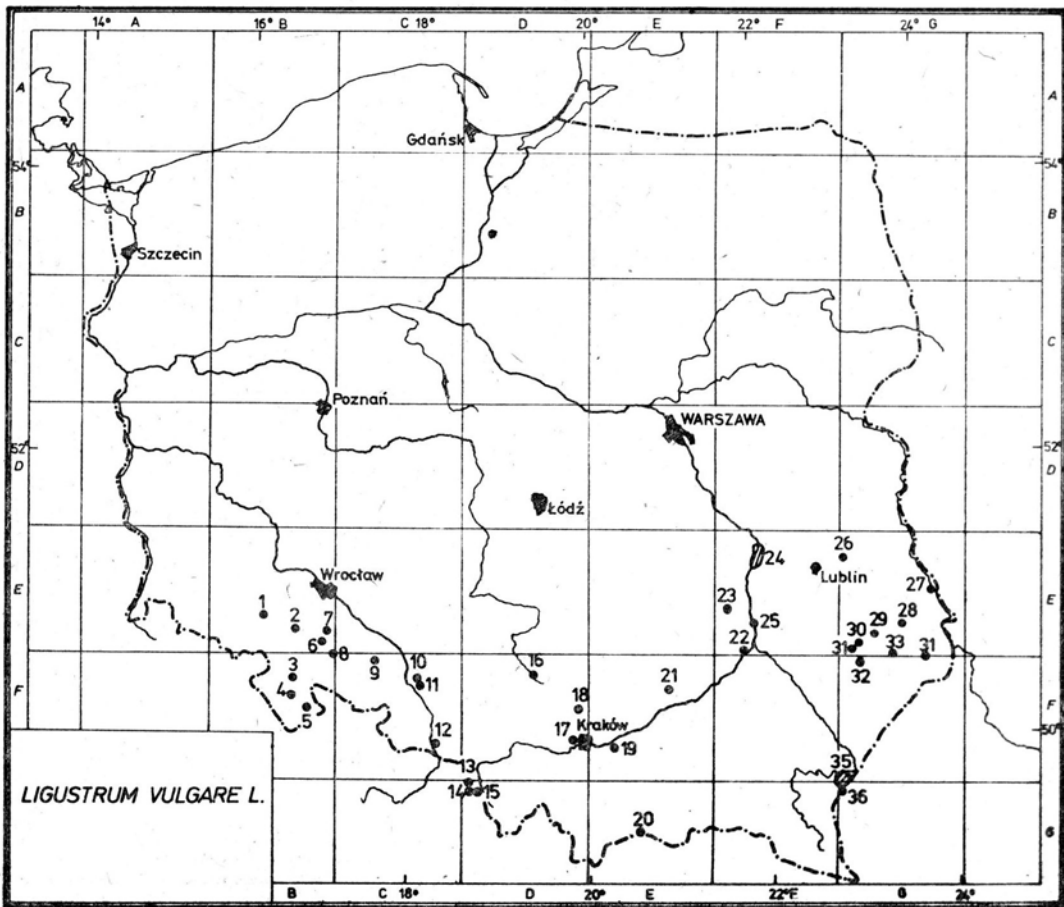 14° A 16° B C 18° D 20° E 22° F 24° G
A A
Gdańsk
54° 54°
B B
Szczecin
C C
Poznań
WARSZAWA
52° 52°
D D
Łódź
24 26
Wrocław Lublin
E 27 E
1 2 7 23 28
6 25 29
30
8 22 31 33 31
9 10 32
3 16 21
4 11
F 5 18 F
Kraków 50°
12 17 19
13 35
LIGUSTRUM VULGARE L.
14 15 36
20
G
B C 18° D 20° E 22° F. G 24°